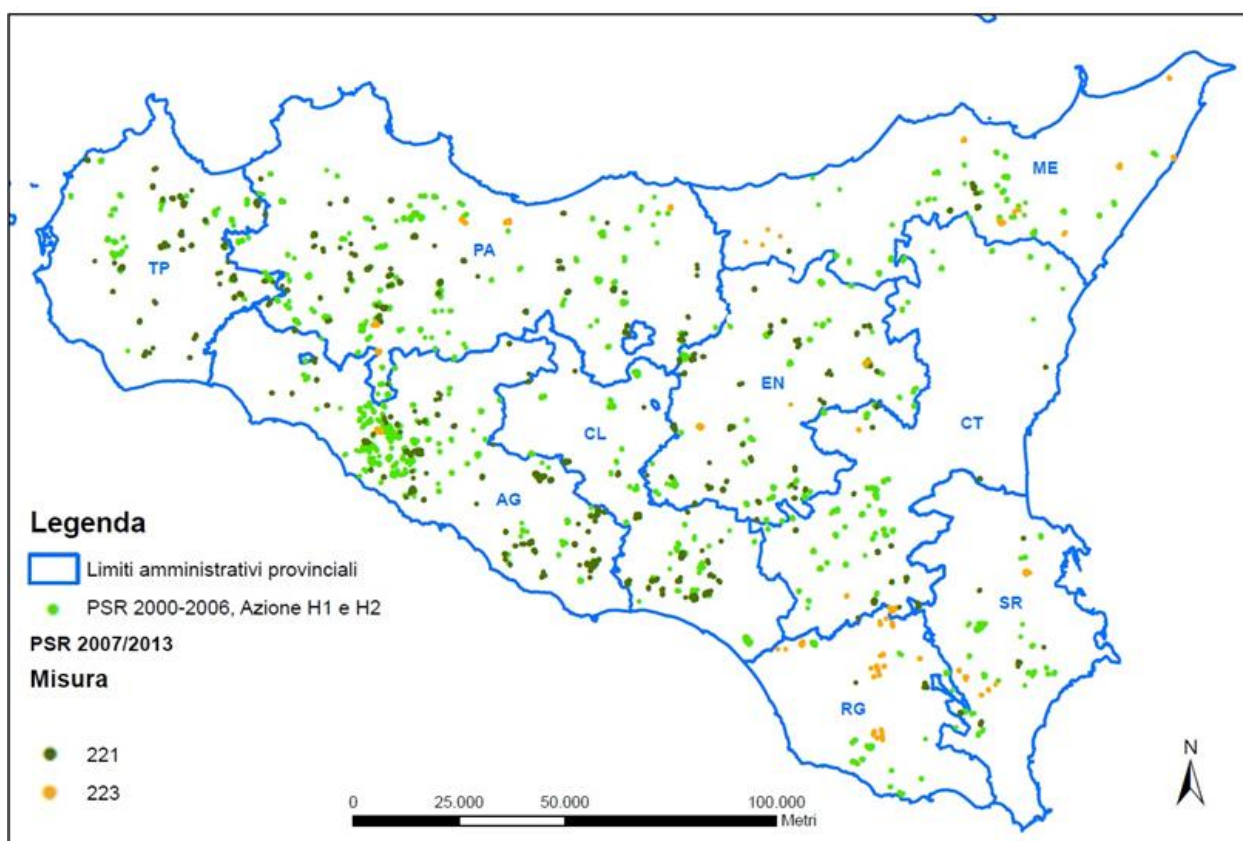 ME
PA
TP
EN
CT
CL
AG
SR
RG
Legenda
Limiti amministrativi provinciali
PSR 2000-2006, Azione H1 e H2
PSR 2007/2013
Misura
221
223
N
0 25.000 50.000 100.000
Metri